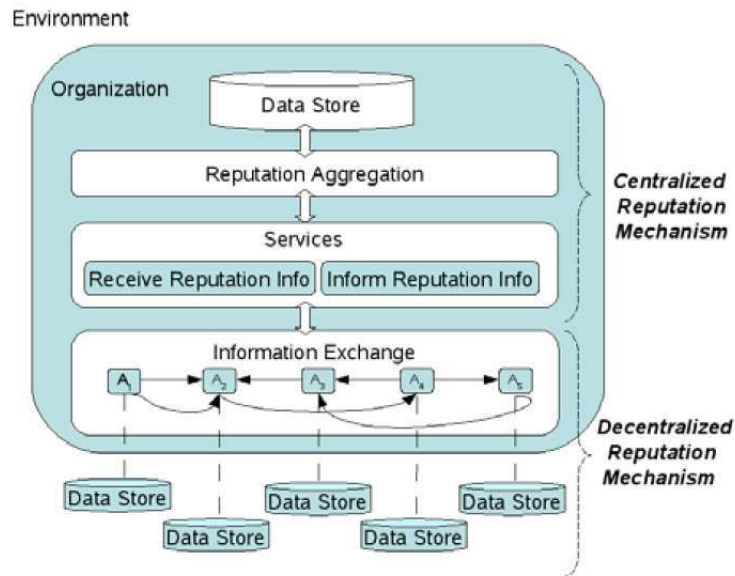 Environment
Organization
Data Store
Reputation Aggregation
Services
Receive Reputation Info
Inform Reputation Info
Centralized
Reputation
Mechanism
Information Exchange
A1 A2 A3 A4 A5
Decentralized
Reputation
Mechanism
Data Store
Data Store
Data Store
Data Store
Data Store